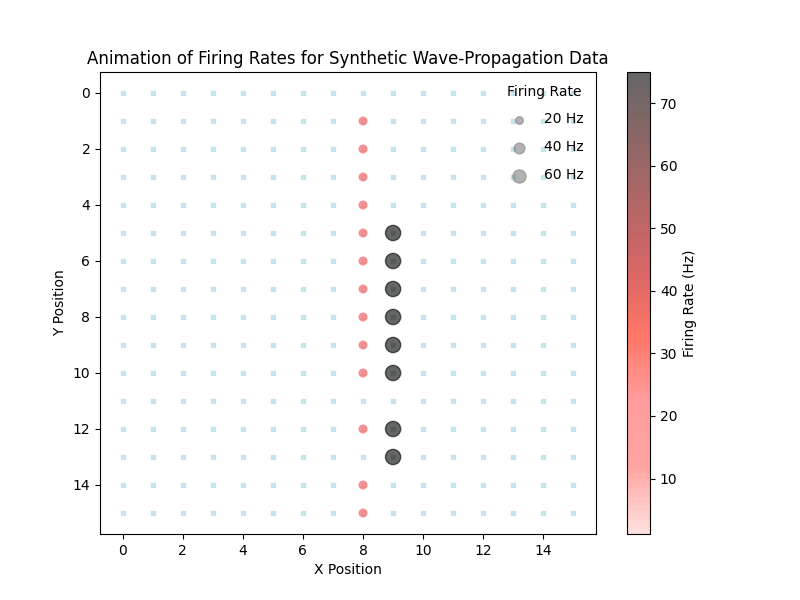 Animation of Firing Rates for Synthetic Wave-Propagation Data
Firing Rate
20 Hz
40 Hz
60 Hz
0
2
4
6
8
10
12
14
Y Position
0 2 4 6 8 10 12 14
X Position
70
60
50
40
30
20
10
Firing Rate (Hz)